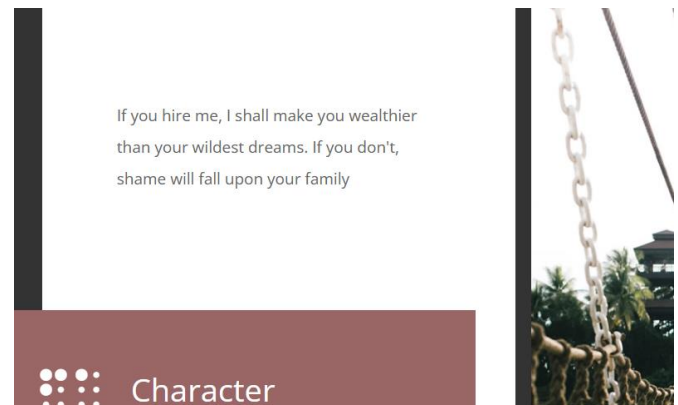 If you hire me, I shall make you wealthier
than your wildest dreams. If you don't,
shame will fall upon your family
Character